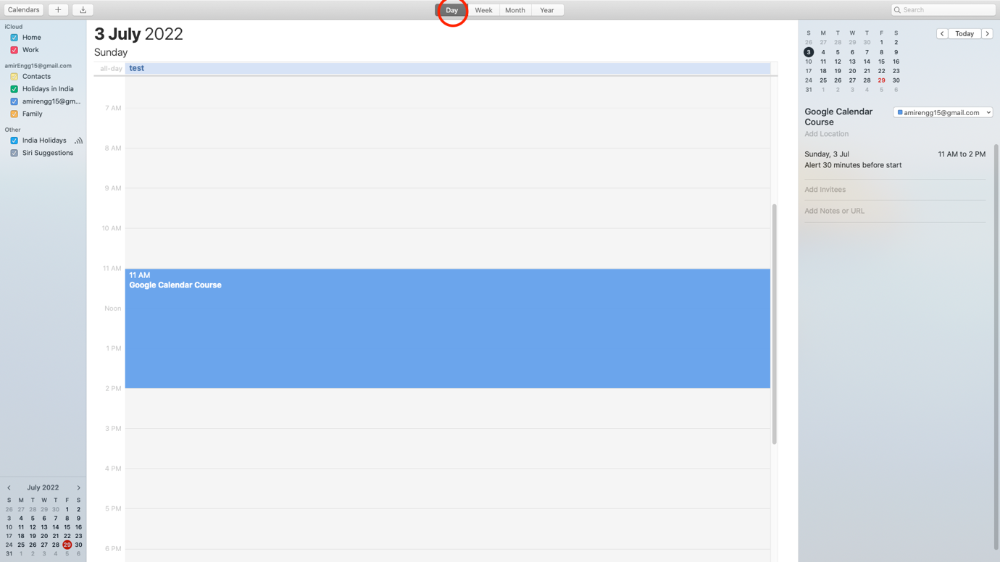 Calendars
Day Week Month Year
Search
iCloud
Home
Work
amirEngg15@gmail.com
Contacts
Holidays in India
amirengg15@gm...
Family
Other
India Holidays
Siri Suggestions
July 2022
S M T W T F S
26 27 28 29 30 1 2
3 4 5 6 7 8 9
10 11 12 13 14 15 16
17 18 19 20 21 22 23
24 25 26 27 28 29 30
31 1 2 3 4 5 6
3 July 2022
Sunday
all-day test
7 AM
8 AM
9 AM
10 AM
11 AM
11 AM
Google Calendar Course
Noon
1 PM
2 PM
3 PM
4 PM
5 PM
6 PM
Today
S M T W T F S
26 27 28 29 30 1 2
3 4 5 6 7 8 9
10 11 12 13 14 15 16
17 18 19 20 21 22 23
24 25 26 27 28 29 30
31 1 2 3 4 5 6
Google Calendar
Course
amirengg15@gmail.com
Add Location
Sunday, 3 Jul 11 AM to 2 PM
Alert 30 minutes before start
Add Invitees
Add Notes or URL